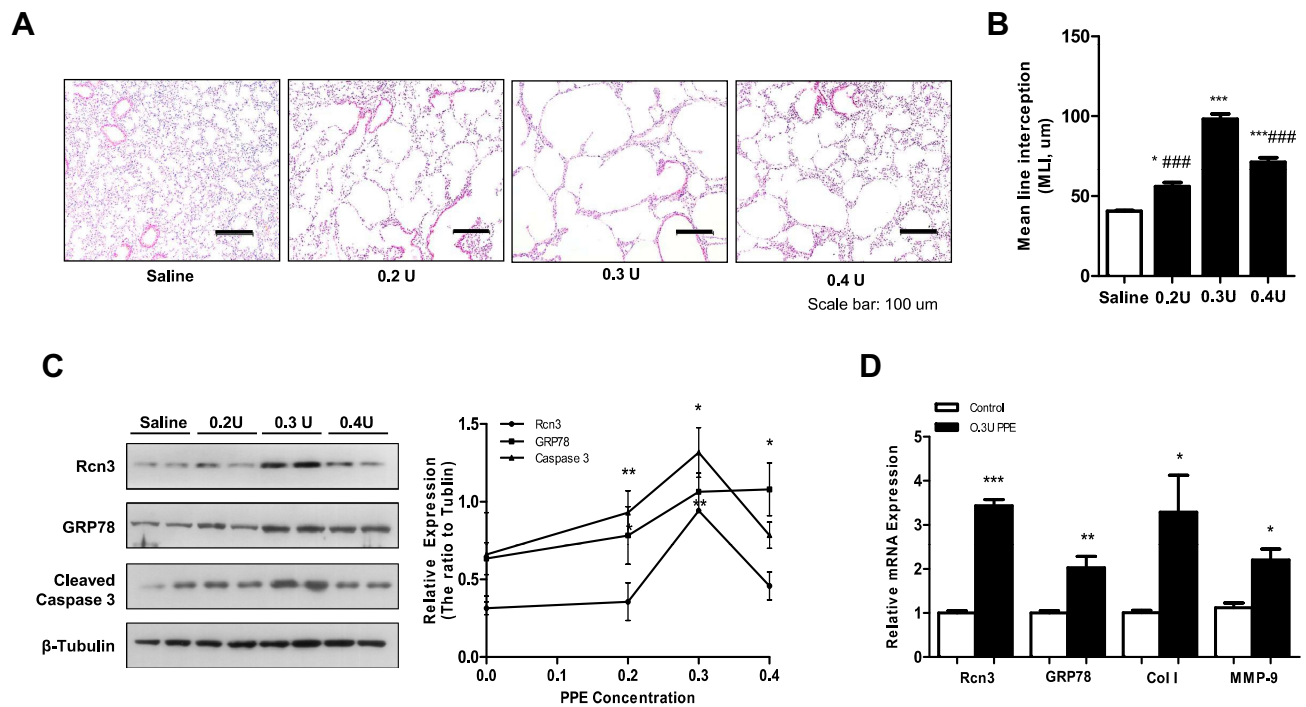 A
Saline
0.2 U
0.3 U
0.4 U
Scale bar: 100 um
B
Mean line interception
(MLI, um)
150
100
50
0
* ###
***
***###
Saline 0.2U 0.3U 0.4U
C
Saline 0.2U 0.3 U 0.4U
Rcn3
GRP78
Cleaved
Caspase 3
β-Tubulin
Relative Expression
(The ratio to Tublin)
1.5
1.0
0.5
0.0
Rcn3
GRP78
Caspase 3
*
*
**
**
*
0.0 0.1 0.2 0.3 0.4
PPE Concentration
D
Control
0.3U PPE
Relative mRNA Expression
5
4
3
2
1
0
***
**
*
*
Rcn3 GRP78 Col I MMP-9